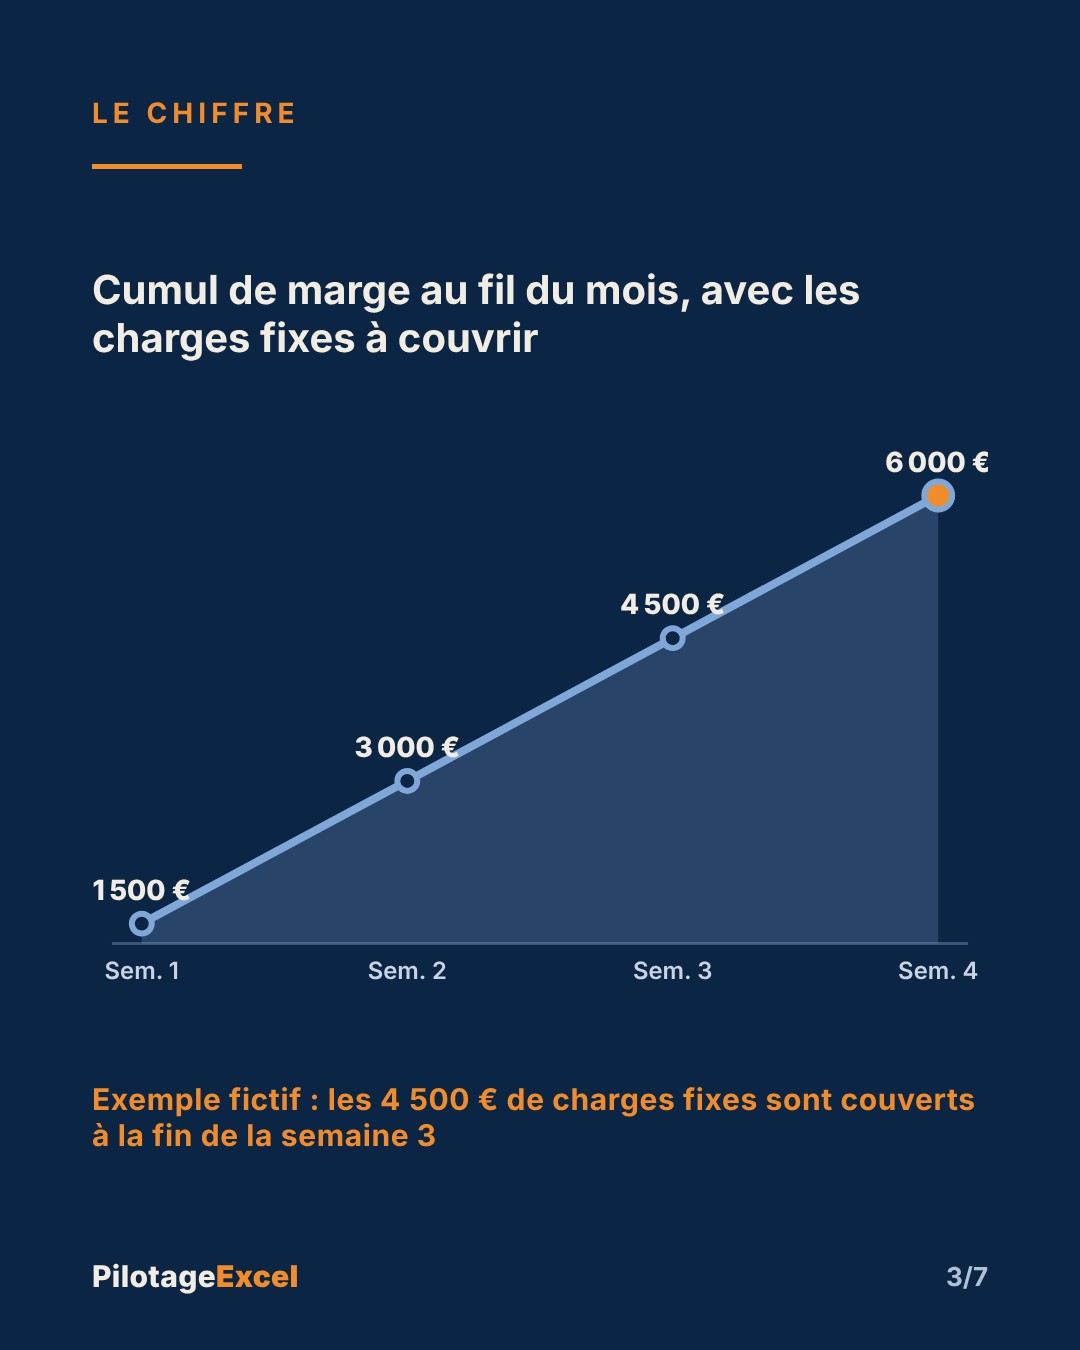 LE CHIFFRE
Cumul de marge au fil du mois, avec les
charges fixes à couvrir
6 000 €
4 500 €
3 000 €
1 500 €
Sem. 1
Sem. 2
Sem. 3
Sem. 4
Exemple fictif : les 4 500 € de charges fixes sont couverts
à la fin de la semaine 3
PilotageExcel
3/7